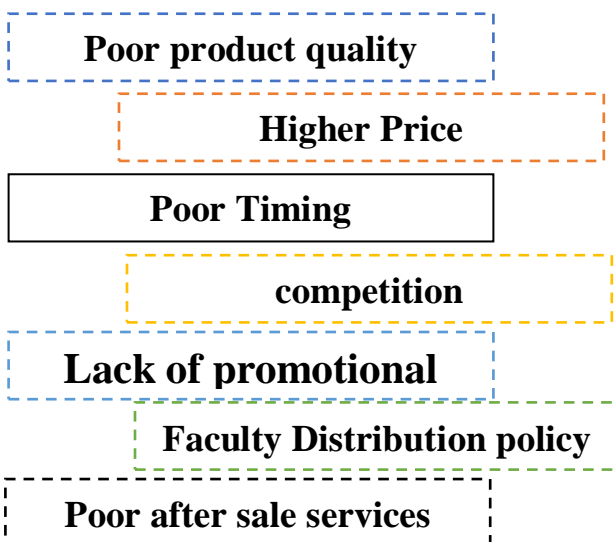 Poor product quality
Higher Price
Poor Timing
competition
Lack of promotional
Faculty Distribution policy
Poor after sale services